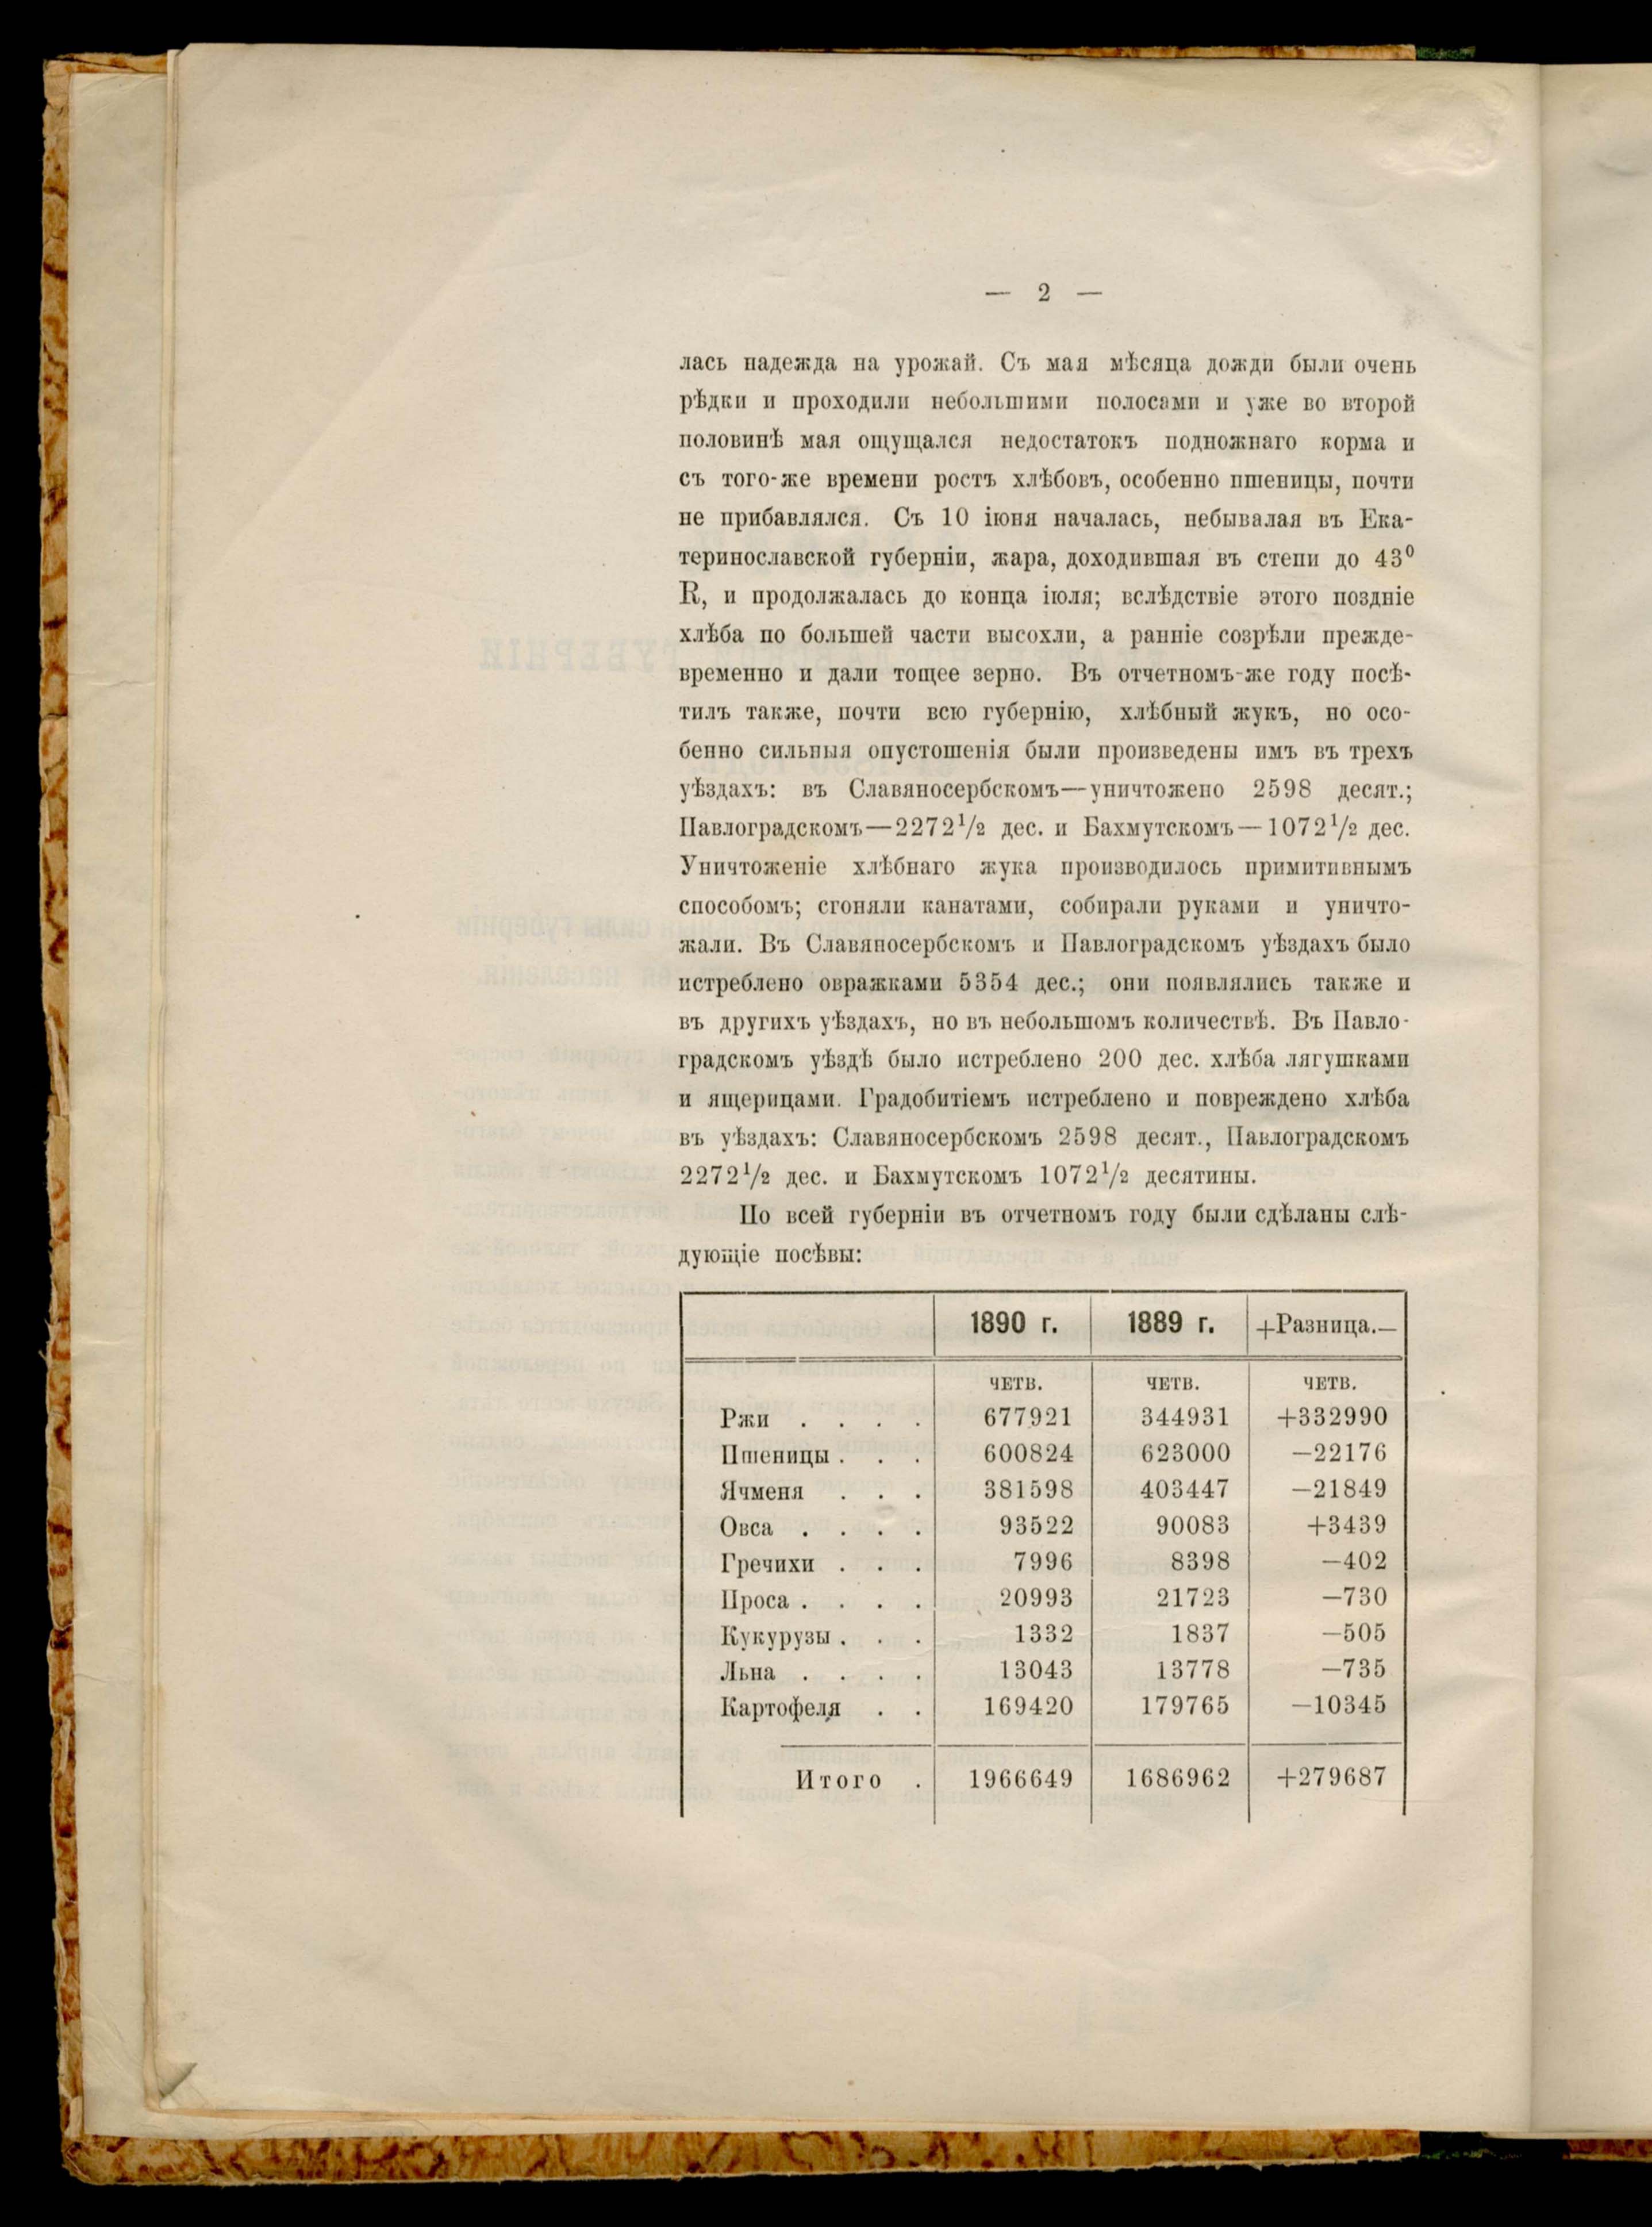 — 2 —
лась надежда на урожай. Съ мая мѣсяца дожди были очень
рѣдки и проходили небольшими полосами и уже во второй
половинѣ мая ощущался недостатокъ подножнаго корма и
съ того-же времени ростъ хлѣбовъ, особенно пшеницы, почти
не прибавлялся. Съ 10 іюня началась, небывалая въ Ека-
теринославской губерніи, жара, доходившая въ степи до 43⁰
R, и продолжалась до конца іюля; вслѣдствіе этого поздніе
хлѣба по большей части высохли, а ранніе созрѣли прежде-
временно и дали тощее зерно. Въ отчетномъ-же году посѣ-
тилъ также, почти всю губернію, хлѣбный жукъ, но осо-
бенно сильныя опустошенія были произведены имъ въ трехъ
уѣздахъ: въ Славяносербскомъ—уничтожено 2598 десят.;
Павлоградскомъ—2272¹/₂ дес. и Бахмутскомъ—1072¹/₂ дес.
Уничтоженіе хлѣбнаго жука производилось примитивнымъ
способомъ; сгоняли канатами, собирали руками и уничто-
жали. Въ Славяносербскомъ и Павлоградскомъ уѣздахъ было
истреблено овражками 5354 дес.; они появлялись также и
въ другихъ уѣздахъ, но въ небольшомъ количествѣ. Въ Павло-
градскомъ уѣздѣ было истреблено 200 дес. хлѣба лягушками
и ящерицами. Градобитіемъ истреблено и повреждено хлѣба
въ уѣздахъ: Славяносербскомъ 2598 десят., Павлоградскомъ
2272¹/₂ дес. и Бахмутскомъ 1072¹/₂ десятины.
По всей губерніи въ отчетномъ году были сдѣланы слѣ-
дующіе посѣвы:
1890 г. 1889 г. +Разница.—
четв. четв. четв.
Ржи . . . . 677921 344931 +332990
Пшеницы . . . 600824 623000 —22176
Ячменя . . . 381598 403447 —21849
Овса . . . . 93522 90083 +3439
Гречихи . . . 7996 8398 —402
Проса . . . . 20993 21723 —730
Кукурузы . . . 1332 1837 —505
Льна . . . . 13043 13778 —735
Картофеля . . 169420 179765 —10345
Итого . 1966649 1686962 +279687